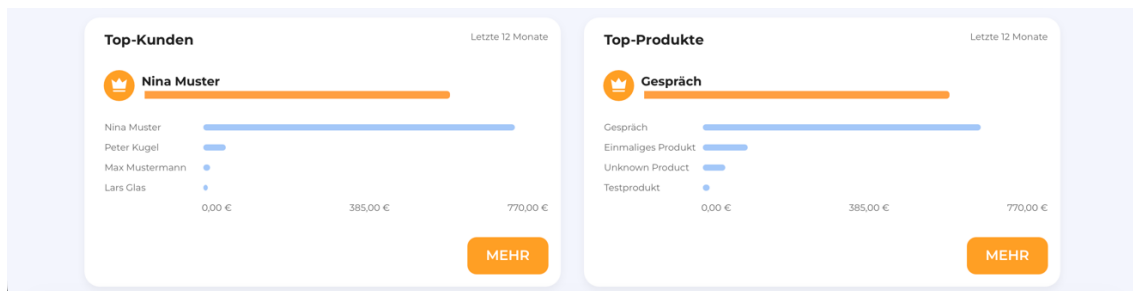 Top-Kunden
Letzte 12 Monate
Nina Muster
Nina Muster
Peter Kugel
Max Mustermann
Lars Glas
0,00 €
385,00 €
770,00 €
MEHR
Top-Produkte
Letzte 12 Monate
Gespräch
Gespräch
Einmaliges Produkt
Unknown Product
Testprodukt
0,00 €
385,00 €
770,00 €
MEHR